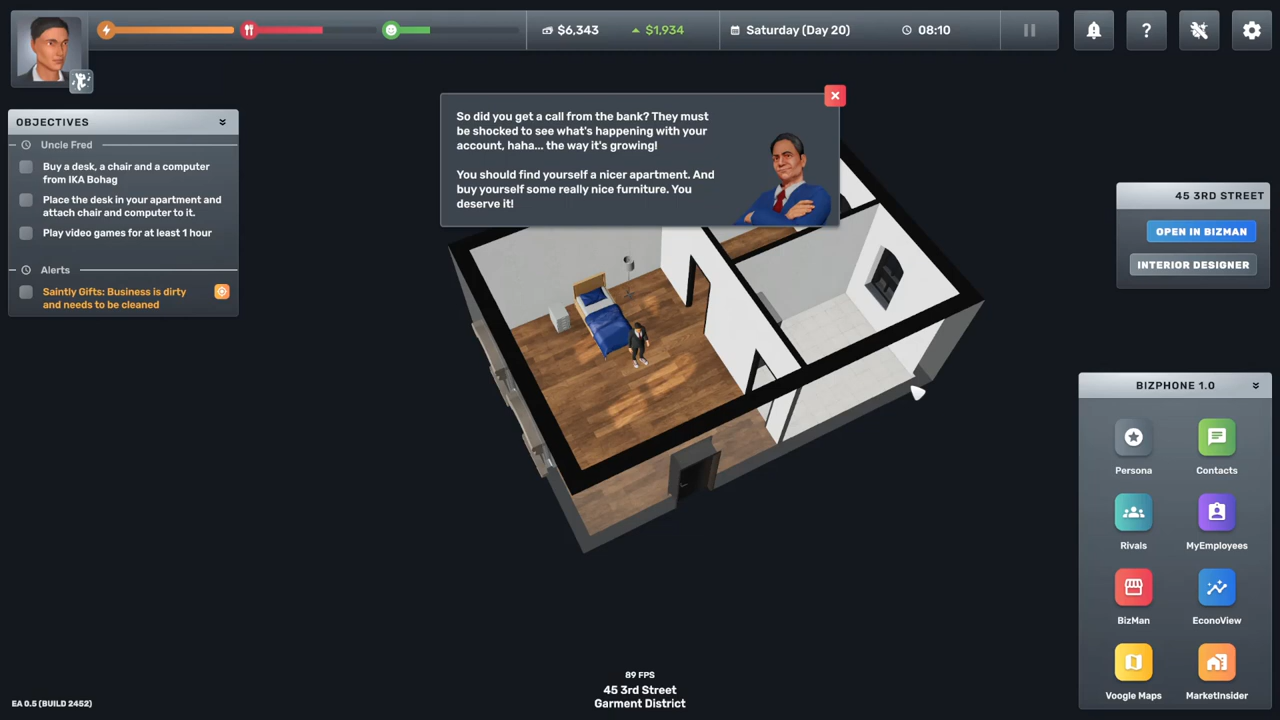 $6,343
$1,934
Saturday (Day 20)
08:10
OBJECTIVES
Uncle Fred
Buy a desk, a chair and a computer
from IKA Bohag
Place the desk in your apartment and
attach chair and computer to it.
Play video games for at least 1 hour
Alerts
Saintly Gifts: Business is dirty
and needs to be cleaned
So did you get a call from the bank? They must
be shocked to see what's happening with your
account, haha... the way it's growing!
You should find yourself a nicer apartment. And
buy yourself some really nice furniture. You
deserve it!
45 3RD STREET
OPEN IN BIZMAN
INTERIOR DESIGNER
BIZPHONE 1.0
Persona
Contacts
Rivals
MyEmployees
BizMan
EconoView
Voogle Maps
MarketInsider
89 FPS
45 3rd Street
Garment District
EA 0.5 (BUILD 2452)